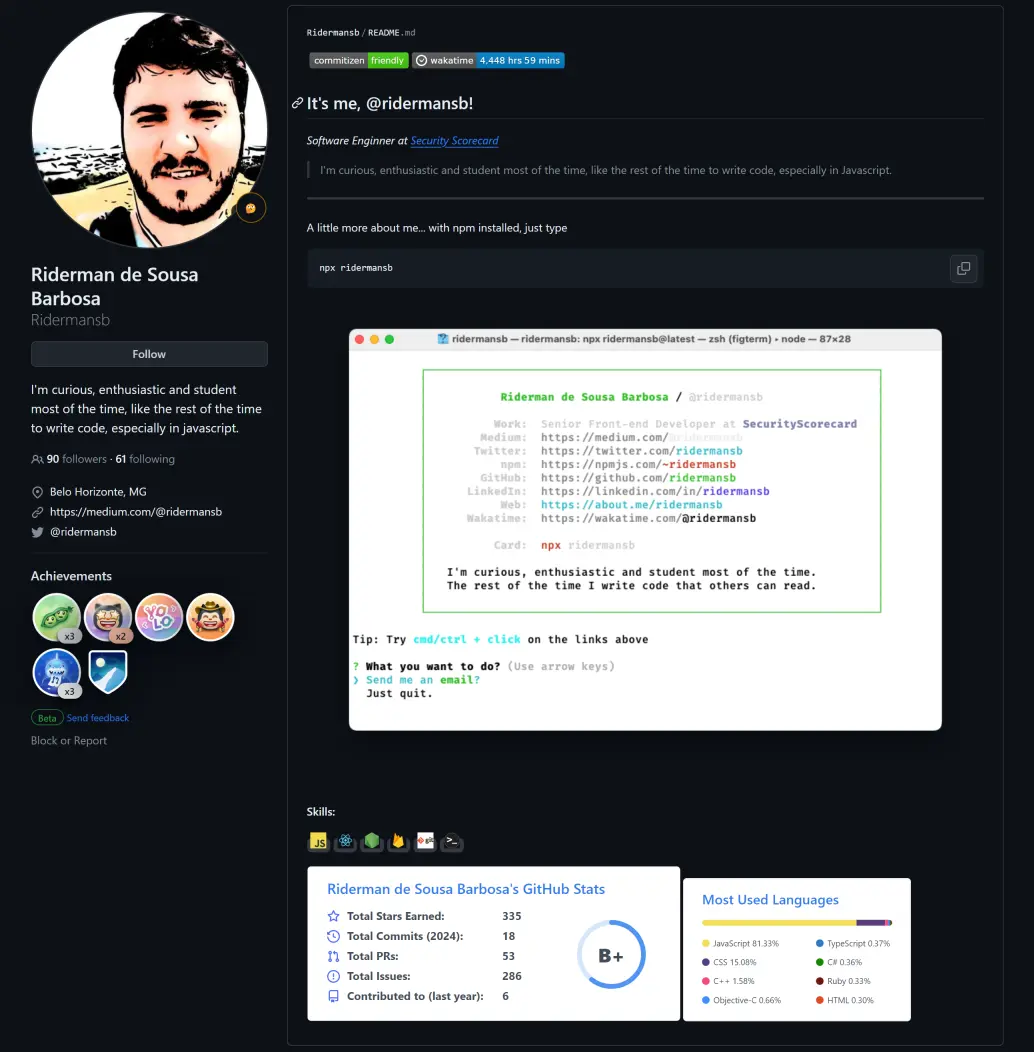 Riderman de Sousa
Barbosa
Ridermansb
Follow
I'm curious, enthusiastic and student
most of the time, like the rest of the time
to write code, especially in javascript.
90 followers · 61 following
Belo Horizonte, MG
https://medium.com/@ridermansb
@ridermansb
Achievements
x3
x2
YOLO
x3
Beta Send feedback
Block or Report
Ridermansb / README.md
commitizen friendly wakatime 4,448 hrs 59 mins
It's me, @ridermansb!
Software Enginner at Security Scorecard
I'm curious, enthusiastic and student most of the time, like the rest of the time to write code, especially in Javascript.
A little more about me... with npm installed, just type
npx ridermansb
ridermansb — ridermansb: npx ridermansb@latest — zsh (figterm) • node — 87×28
Riderman de Sousa Barbosa / @ridermansb
Work: Senior Front-end Developer at SecurityScorecard
Medium: https://medium.com/@ridermansb
Twitter: https://twitter.com/ridermansb
npm: https://npmjs.com/~ridermansb
GitHub: https://github.com/ridermansb
LinkedIn: https://linkedin.com/in/ridermansb
Web: https://about.me/ridermansb
Wakatime: https://wakatime.com/@ridermansb
Card: npx ridermansb
I'm curious, enthusiastic and student most of the time.
The rest of the time I write code that others can read.
Tip: Try cmd/ctrl + click on the links above
? What you want to do? (Use arrow keys)
❯ Send me an email?
Just quit.
Skills:
JS
git
>_
Riderman de Sousa Barbosa's GitHub Stats
Total Stars Earned: 335
Total Commits (2024): 18
Total PRs: 53
Total Issues: 286
Contributed to (last year): 6
B+
Most Used Languages
JavaScript 81.33% TypeScript 0.37%
CSS 15.08% C# 0.36%
C++ 1.58% Ruby 0.33%
Objective-C 0.66% HTML 0.30%